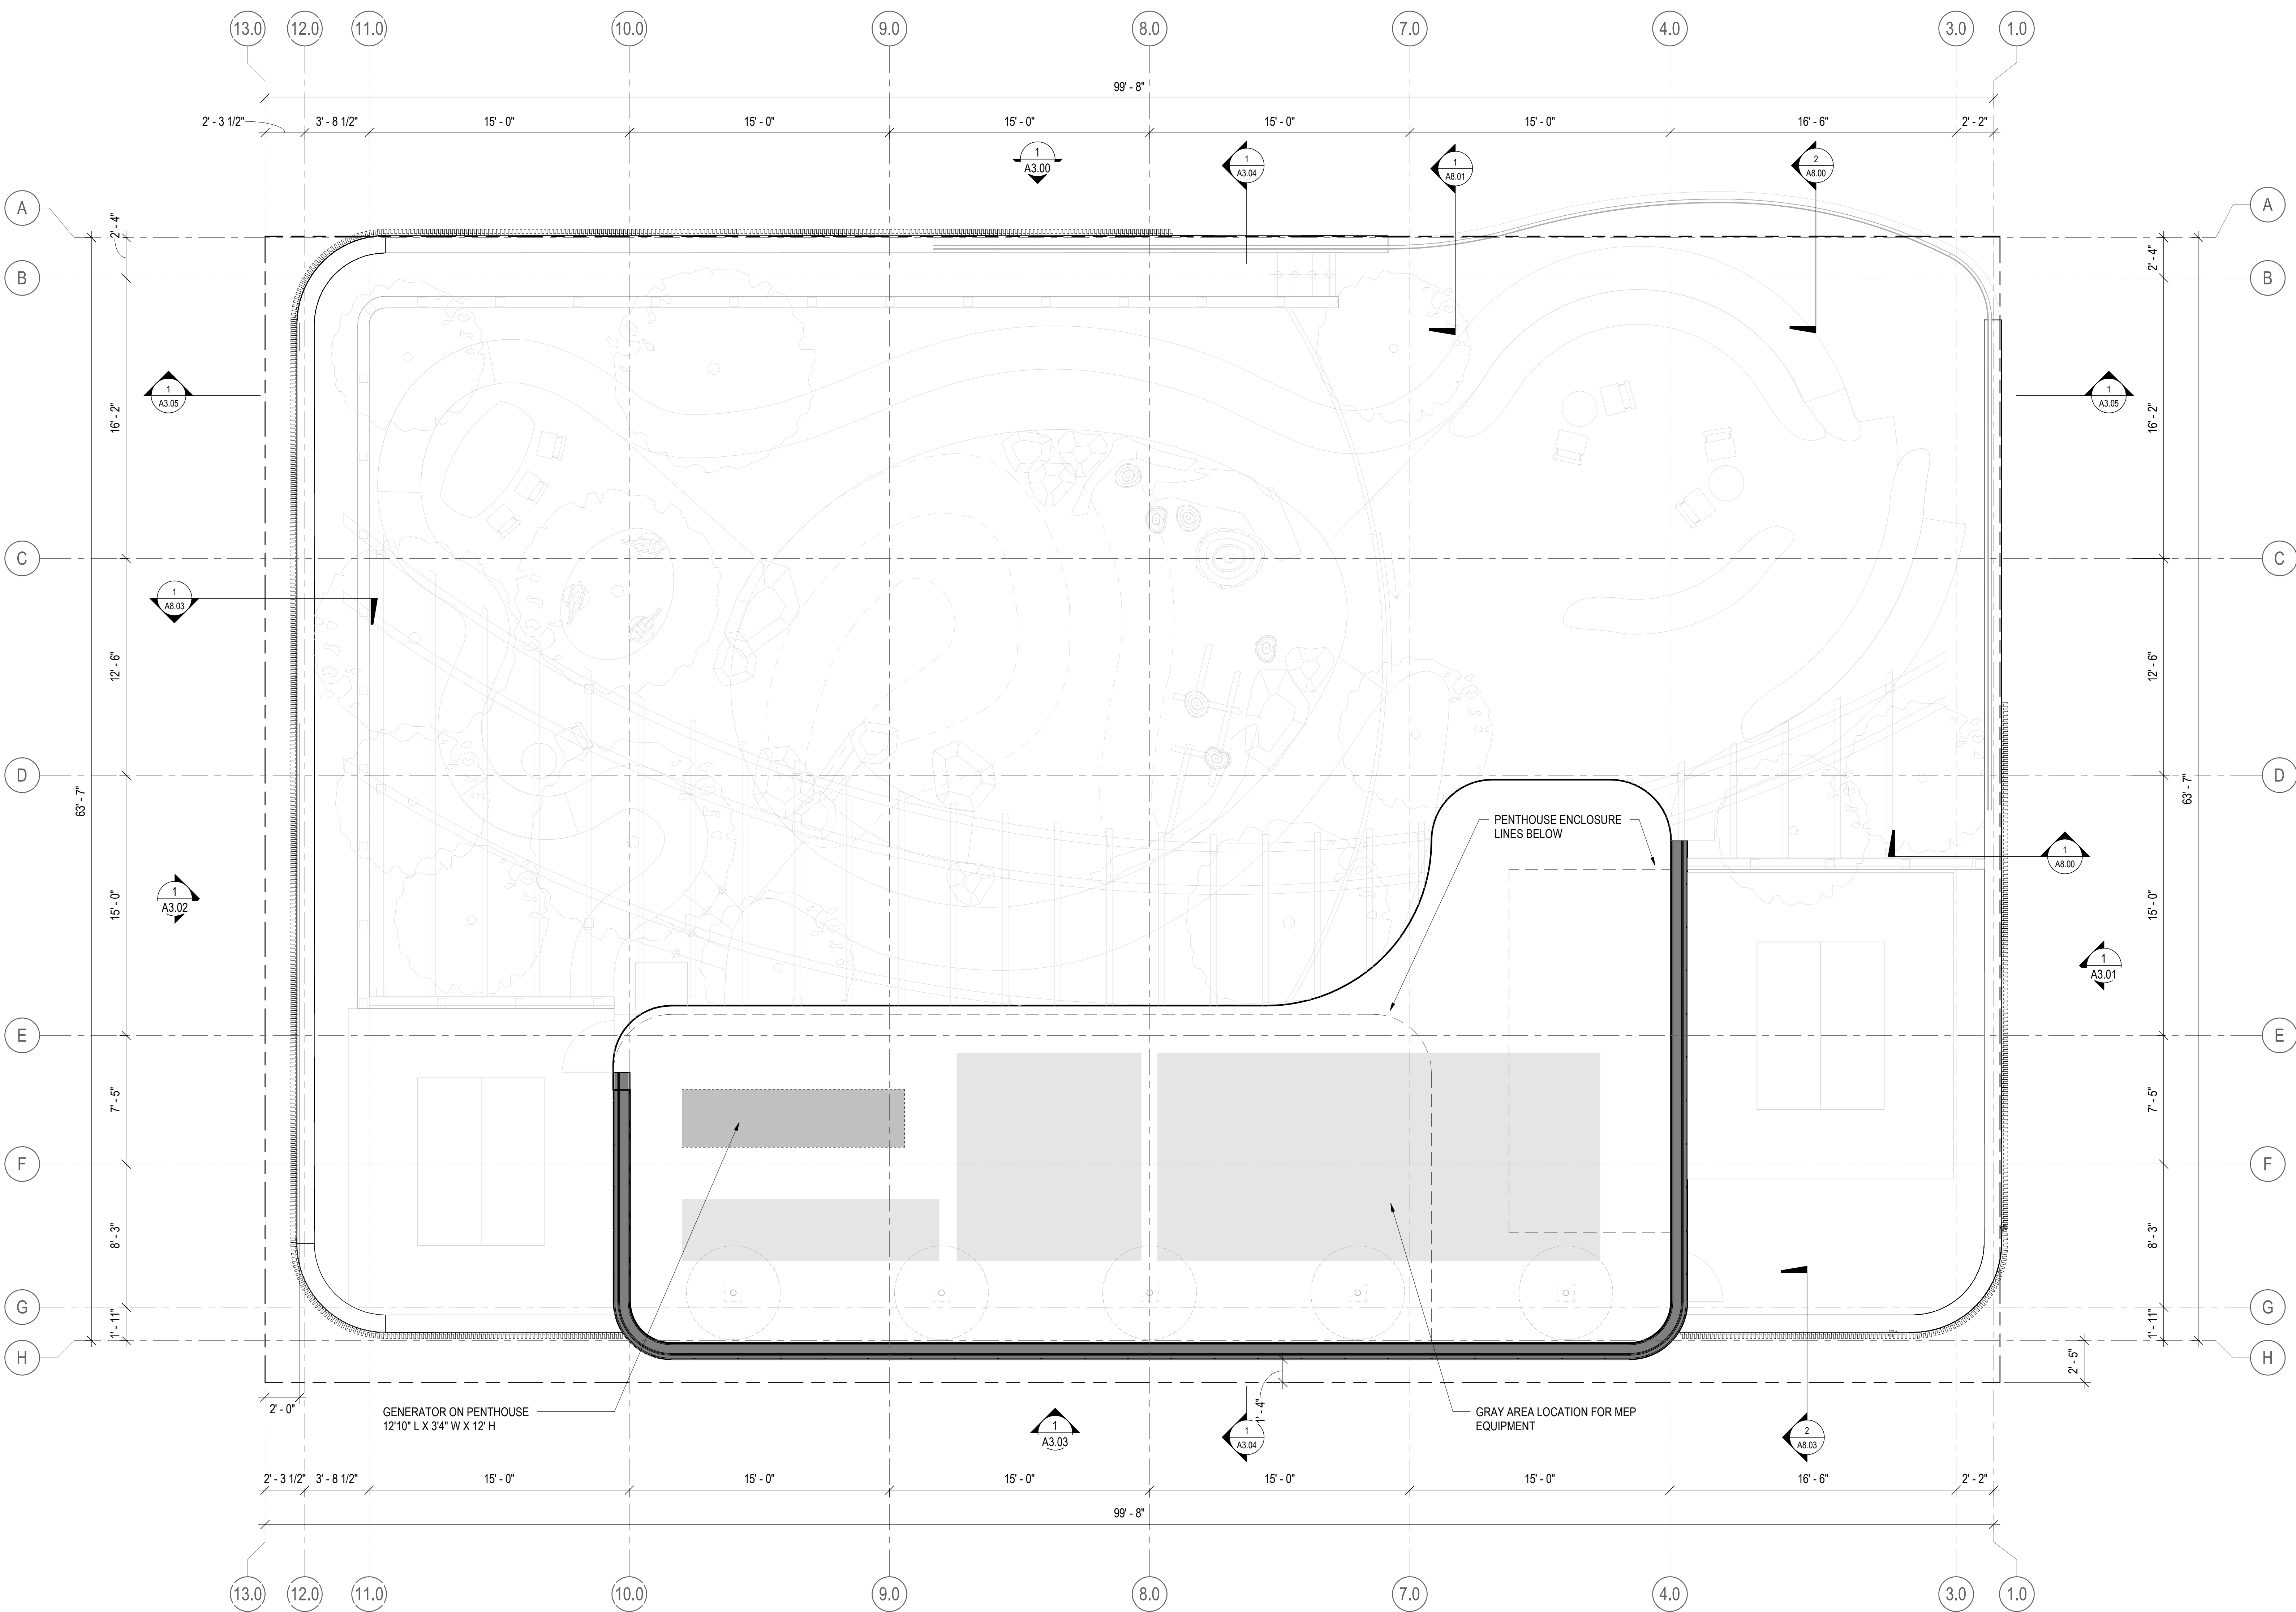 13.0 12.0 11.0 10.0 9.0 8.0 7.0 4.0 3.0 1.0
99' - 8"
2' - 3 1/2" 3' - 8 1/2" 15' - 0" 15' - 0" 15' - 0" 15' - 0" 15' - 0" 16' - 6" 2' - 2"
1
A3.00
1
A3.04
1
A8.01
2
A8.00
A
A
2' - 4"
2' - 4"
B
B
1
A3.05
1
A3.05
16' - 2"
16' - 2"
C
C
1
A8.03
12' - 6"
12' - 6"
D
D
63' - 7"
63' - 7"
PENTHOUSE ENCLOSURE
LINES BELOW
1
A8.00
1
A3.02
15' - 0"
15' - 0"
1
A3.01
E
E
7' - 5"
7' - 5"
F
F
8' - 3"
8' - 3"
G
G
1' - 11"
1' - 11"
H
H
2' - 5"
2' - 0"
1' - 4"
GENERATOR ON PENTHOUSE
12'10" L X 3'4" W X 12' H
GRAY AREA LOCATION FOR MEP
EQUIPMENT
1
A3.03
1
A3.04
2
A8.03
2' - 3 1/2" 3' - 8 1/2" 15' - 0" 15' - 0" 15' - 0" 15' - 0" 15' - 0" 16' - 6" 2' - 2"
99' - 8"
13.0 12.0 11.0 10.0 9.0 8.0 7.0 4.0 3.0 1.0